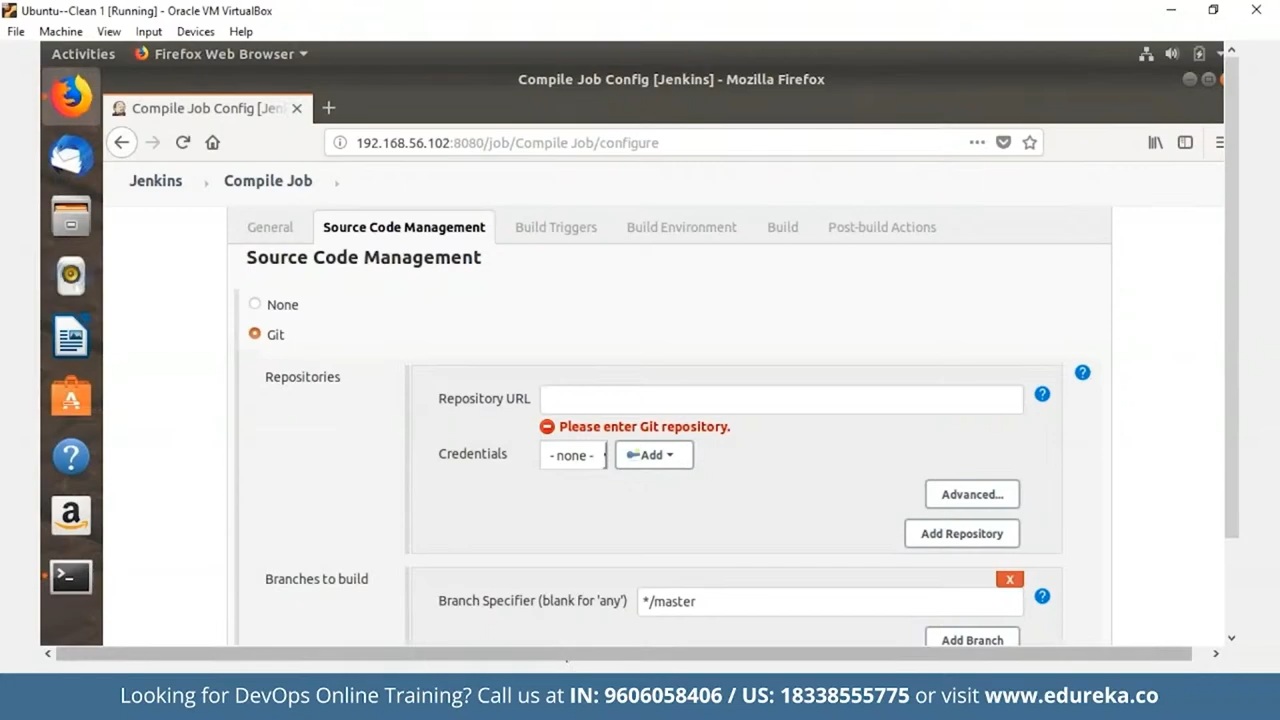 Ubuntu--Clean 1 [Running] - Oracle VM VirtualBox
File Machine View Input Devices Help
Activities Firefox Web Browser
Compile Job Config [Jenkins] - Mozilla Firefox
Compile Job Config [Jen
192.168.56.102:8080/job/Compile Job/configure
Jenkins Compile Job
General Source Code Management Build Triggers Build Environment Build Post-build Actions
Source Code Management
None
Git
Repositories
Repository URL
Please enter Git repository.
Credentials - none - Add
Advanced...
Add Repository
Branches to build
X
Branch Specifier (blank for 'any') */master
Add Branch
Looking for DevOps Online Training? Call us at IN: 9606058406 / US: 18338555775 or visit www.edureka.co